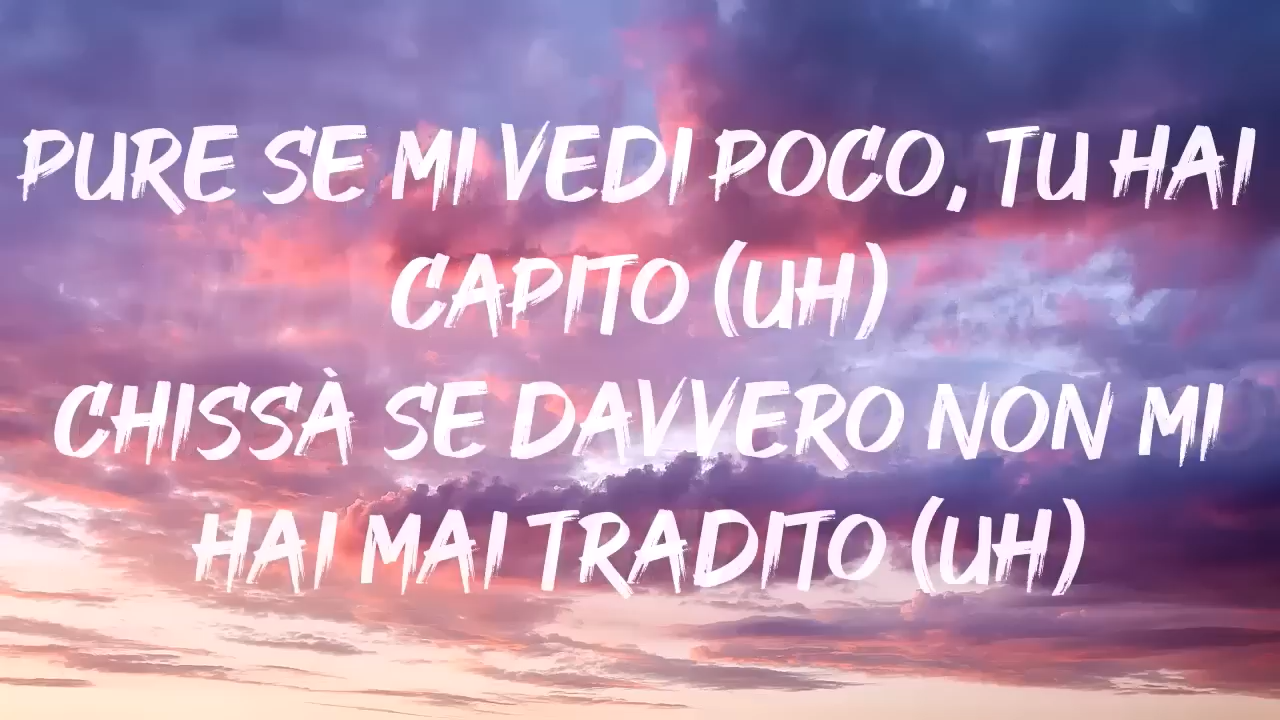 PURE SE MI VEDI POCO, TU HAI
CAPITO (UH)
CHISSÀ SE DAVVERO NON MI
HAI MAI TRADITO (UH)